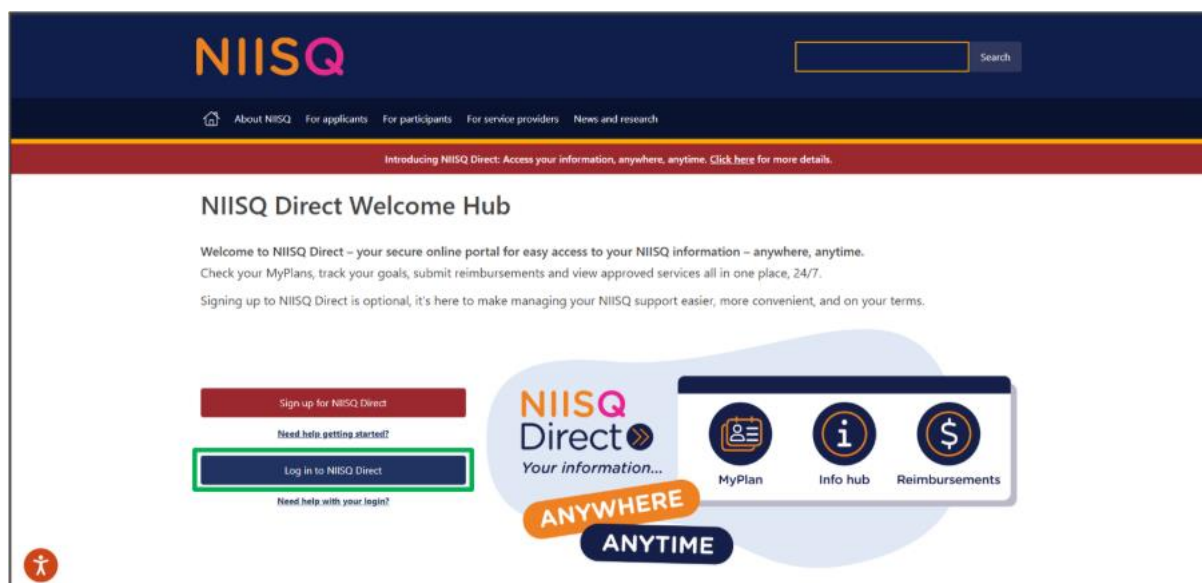 NIISQ
Search
About NIISQ For applicants For participants For service providers News and research
Introducing NIISQ Direct: Access your information, anywhere, anytime. Click here for more details.
NIISQ Direct Welcome Hub
Welcome to NIISQ Direct – your secure online portal for easy access to your NIISQ information – anywhere, anytime.
Check your MyPlans, track your goals, submit reimbursements and view approved services all in one place, 24/7.
Signing up to NIISQ Direct is optional, it's here to make managing your NIISQ support easier, more convenient, and on your terms.
Sign up for NIISQ Direct
Need help getting started?
Log in to NIISQ Direct
Need help with your login?
NIISQ
Direct
Your information...
ANYWHERE
ANYTIME
i
$
MyPlan Info hub Reimbursements